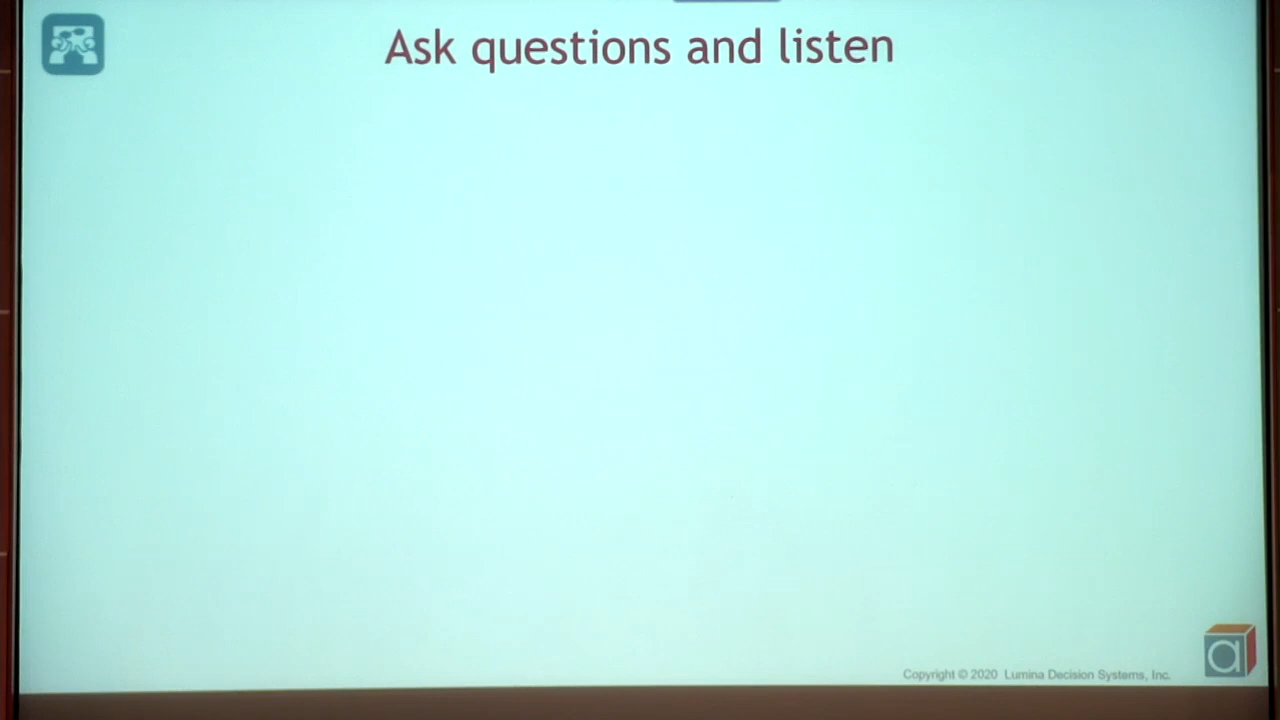 Ask questions and listen
Copyright © 2020 Lumina Decision Systems, Inc.
a